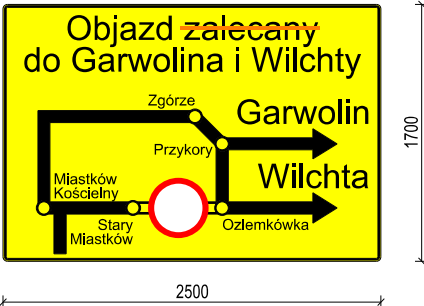 Objazd zalecany
do Garwolina i Wilchty
Zgórze
Garwolin
Przykory
Wilchta
Miastków
Kościelny
Stary
Miastków
Ozlemkówka
1700
2500